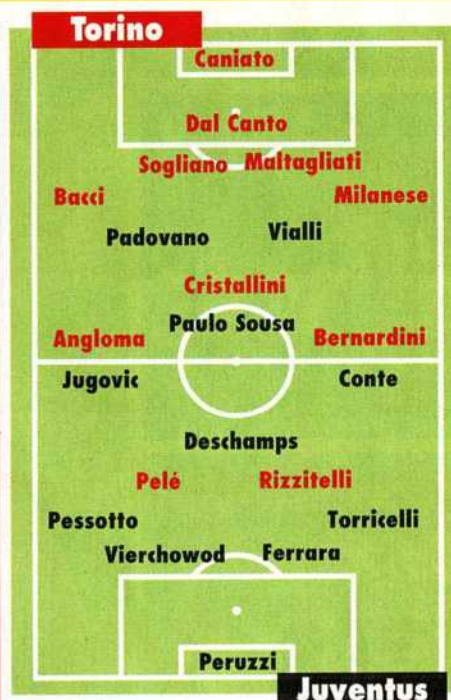 Torino
Caniato
Dal Canto
Sogliano Maltagliati
Bacci Milanese
Padovano Vialli
Cristallini
Paulo Sousa
Angloma Bernardini
Jugovic Conte
Deschamps
Pelé Rizzitelli
Pessotto Torricelli
Vierchowod Ferrara
Peruzzi
Juventus